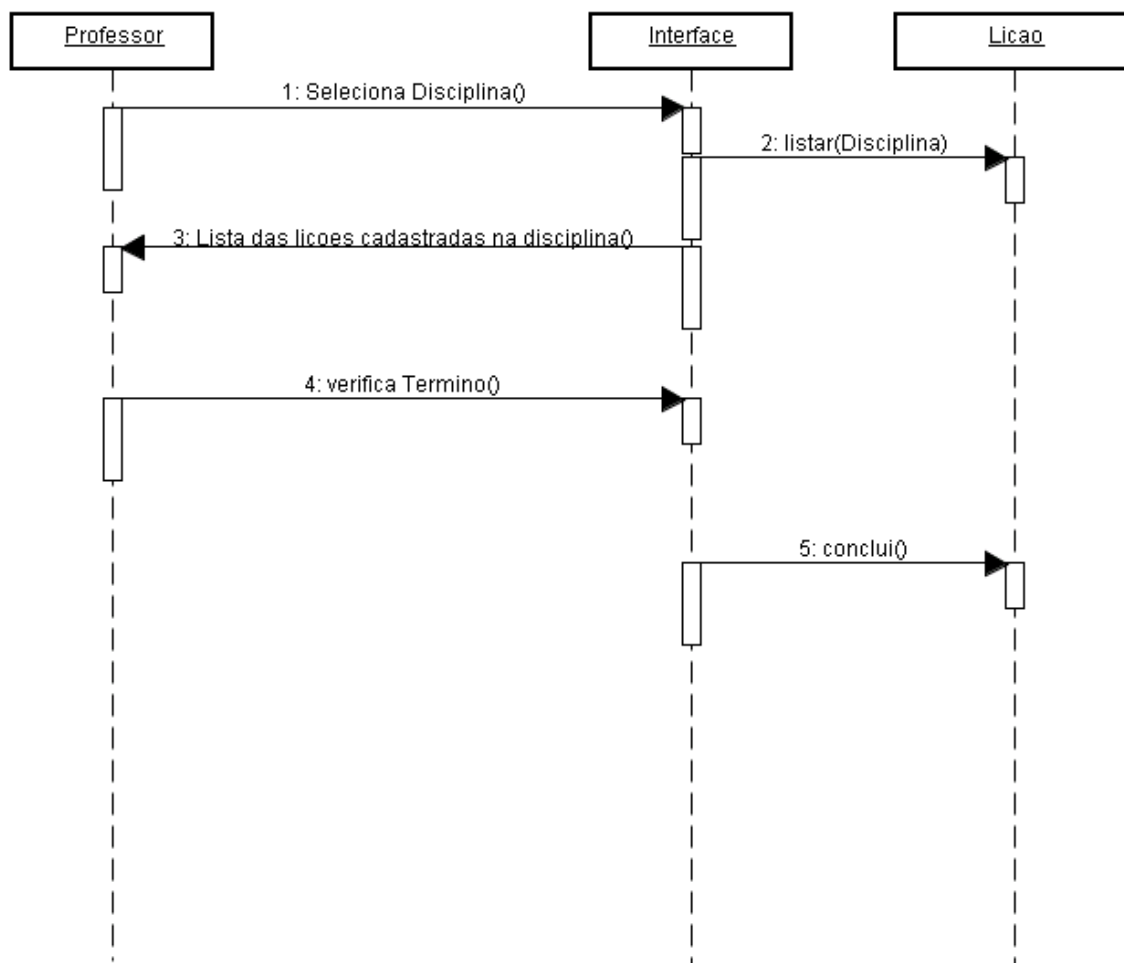 Professor
Interface
Licao
1: Seleciona Disciplina()
2: listar(Disciplina)
3: Lista das licoes cadastradas na disciplina()
4: verifica Termino()
5: conclui()